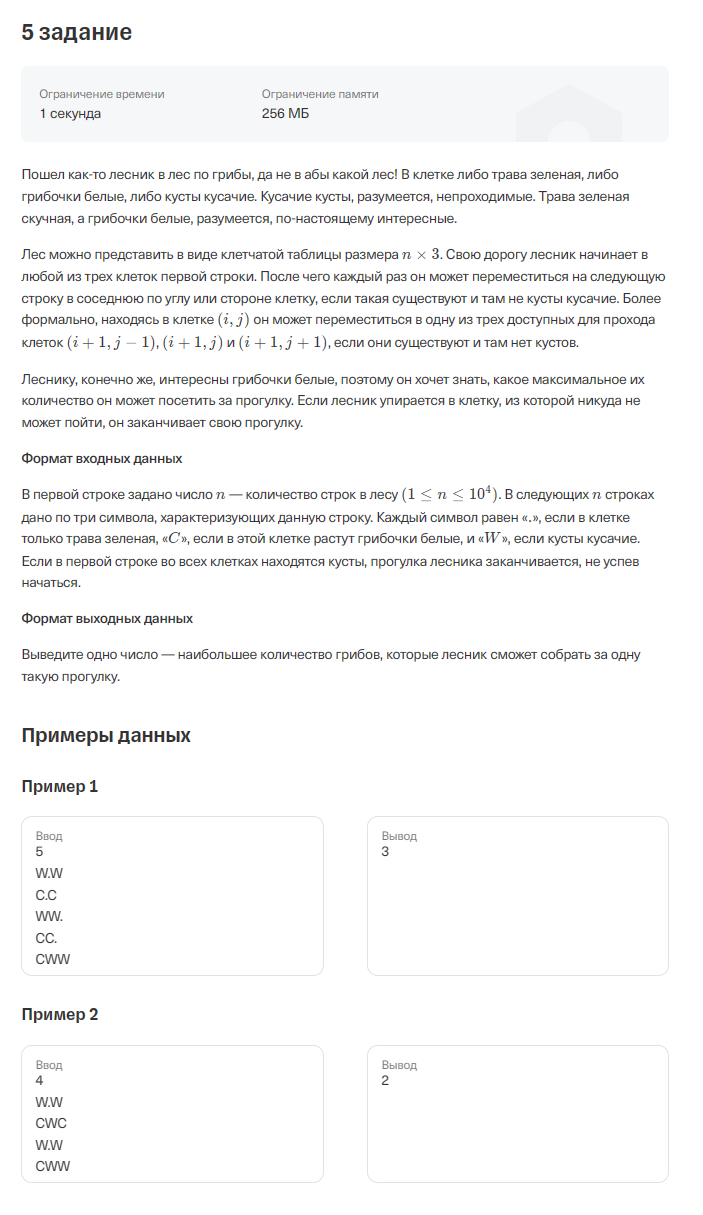 5 задание
Ограничение времени
Ограничение памяти
1 секунда
256 МБ
Пошел как-то лесник в лес по грибы, да не в абы какой лес! В клетке либо трава зеленая, либо
грибочки белые, либо кусты кусачие. Кусачие кусты, разумеется, непроходимые. Трава зеленая
скучная, а грибочки белые, разумеется, по-настоящему интересные.
Лес можно представить в виде клетчатой таблицы размера n × 3. Свою дорогу лесник начинает в
любой из трех клеток первой строки. После чего каждый раз он может переместиться на следующую
строку в соседнюю по углу или стороне клетку, если такая существуют и там не кусты кусачие. Более
формально, находясь в клетке (i, j) он может переместиться в одну из трех доступных для прохода
клеток (i + 1, j − 1), (i + 1, j) и (i + 1, j + 1), если они существуют и там нет кустов.
Леснику, конечно же, интересны грибочки белые, поэтому он хочет знать, какое максимальное их
количество он может посетить за прогулку. Если лесник упирается в клетку, из которой никуда не
может пойти, он заканчивает свою прогулку.
Формат входных данных
В первой строке задано число n — количество строк в лесу (1 ≤ n ≤ 10⁴). В следующих n строках
дано по три символа, характеризующих данную строку. Каждый символ равен «.», если в клетке
только трава зеленая, «C», если в этой клетке растут грибочки белые, и «W», если кусты кусачие.
Если в первой строке во всех клетках находятся кусты, прогулка лесника заканчивается, не успев
начаться.
Формат выходных данных
Выведите одно число — наибольшее количество грибов, которые лесник сможет собрать за одну
такую прогулку.
Примеры данных
Пример 1
Ввод
5
W.W
C.C
WW.
CC.
CWW
Вывод
3
Пример 2
Ввод
4
W.W
CWC
W.W
CWW
Вывод
2